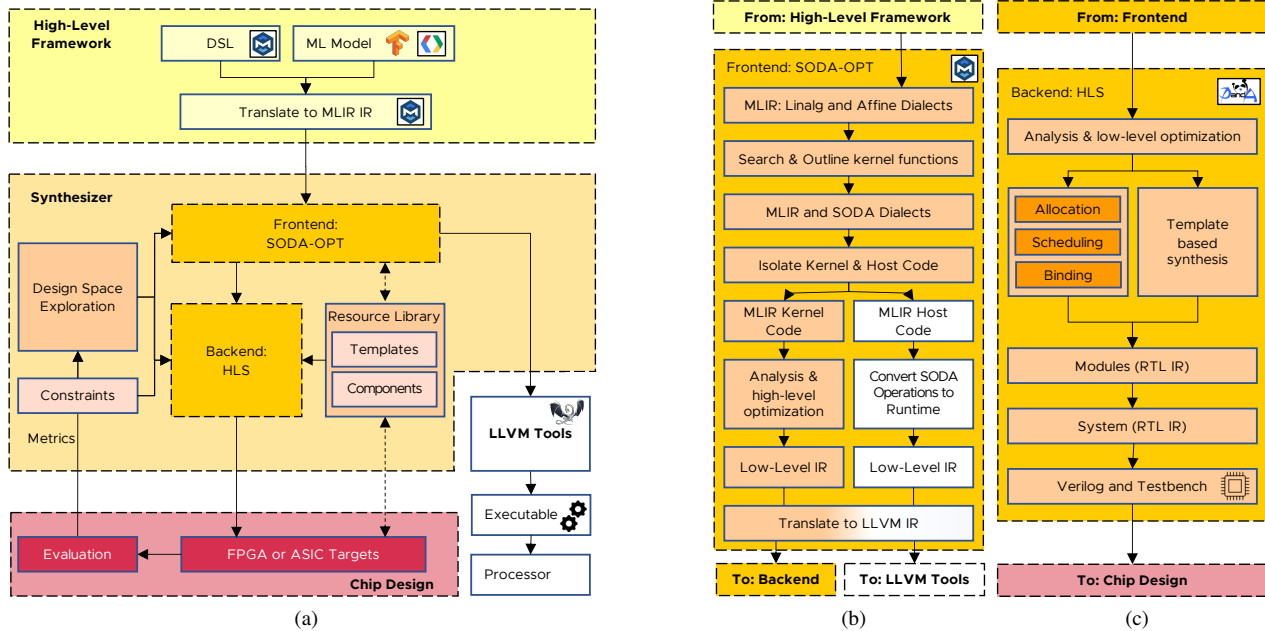 High-Level
Framework
DSL
ML Model
Translate to MLIR IR
Synthesizer
Frontend:
SODA-OPT
Design Space
Exploration
Backend:
HLS
Resource Library
Templates
Components
Constraints
Metrics
LLVM Tools
Executable
Processor
Evaluation
FPGA or ASIC Targets
Chip Design
(a)
From: High-Level Framework
Frontend: SODA-OPT
MLIR: Linalg and Affine Dialects
Search & Outline kernel functions
MLIR and SODA Dialects
Isolate Kernel & Host Code
MLIR Kernel
Code
MLIR Host
Code
Analysis &
high-level
optimization
Convert SODA
Operations to
Runtime
Low-Level IR
Low-Level IR
Translate to LLVM IR
To: Backend
To: LLVM Tools
(b)
From: Frontend
Backend: HLS
Analysis & low-level optimization
Allocation
Scheduling
Binding
Template
based
synthesis
Modules (RTL IR)
System (RTL IR)
Verilog and Testbench
To: Chip Design
(c)